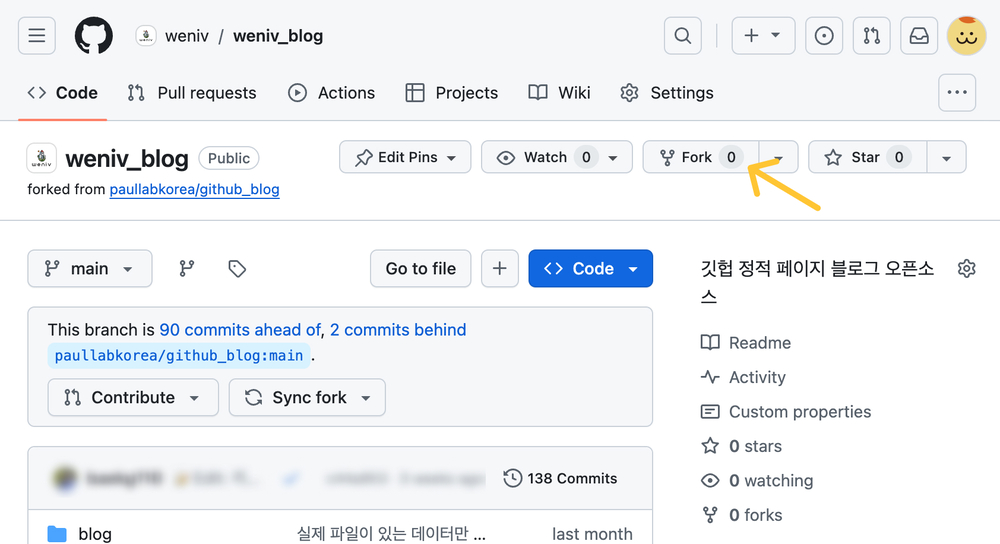 weniv / weniv_blog
Code Pull requests Actions Projects Wiki Settings
weniv_blog Public
Edit Pins Watch 0 Fork 0 Star 0
forked from paullabkorea/github_blog
main Go to file Code
This branch is 90 commits ahead of, 2 commits behind
paullabkorea/github_blog:main .
Contribute Sync fork
138 Commits
blog 실제 파일이 있는 데이터만 ... last month
깃헙 정적 페이지 블로그 오픈소
스
Readme
Activity
Custom properties
0 stars
0 watching
0 forks